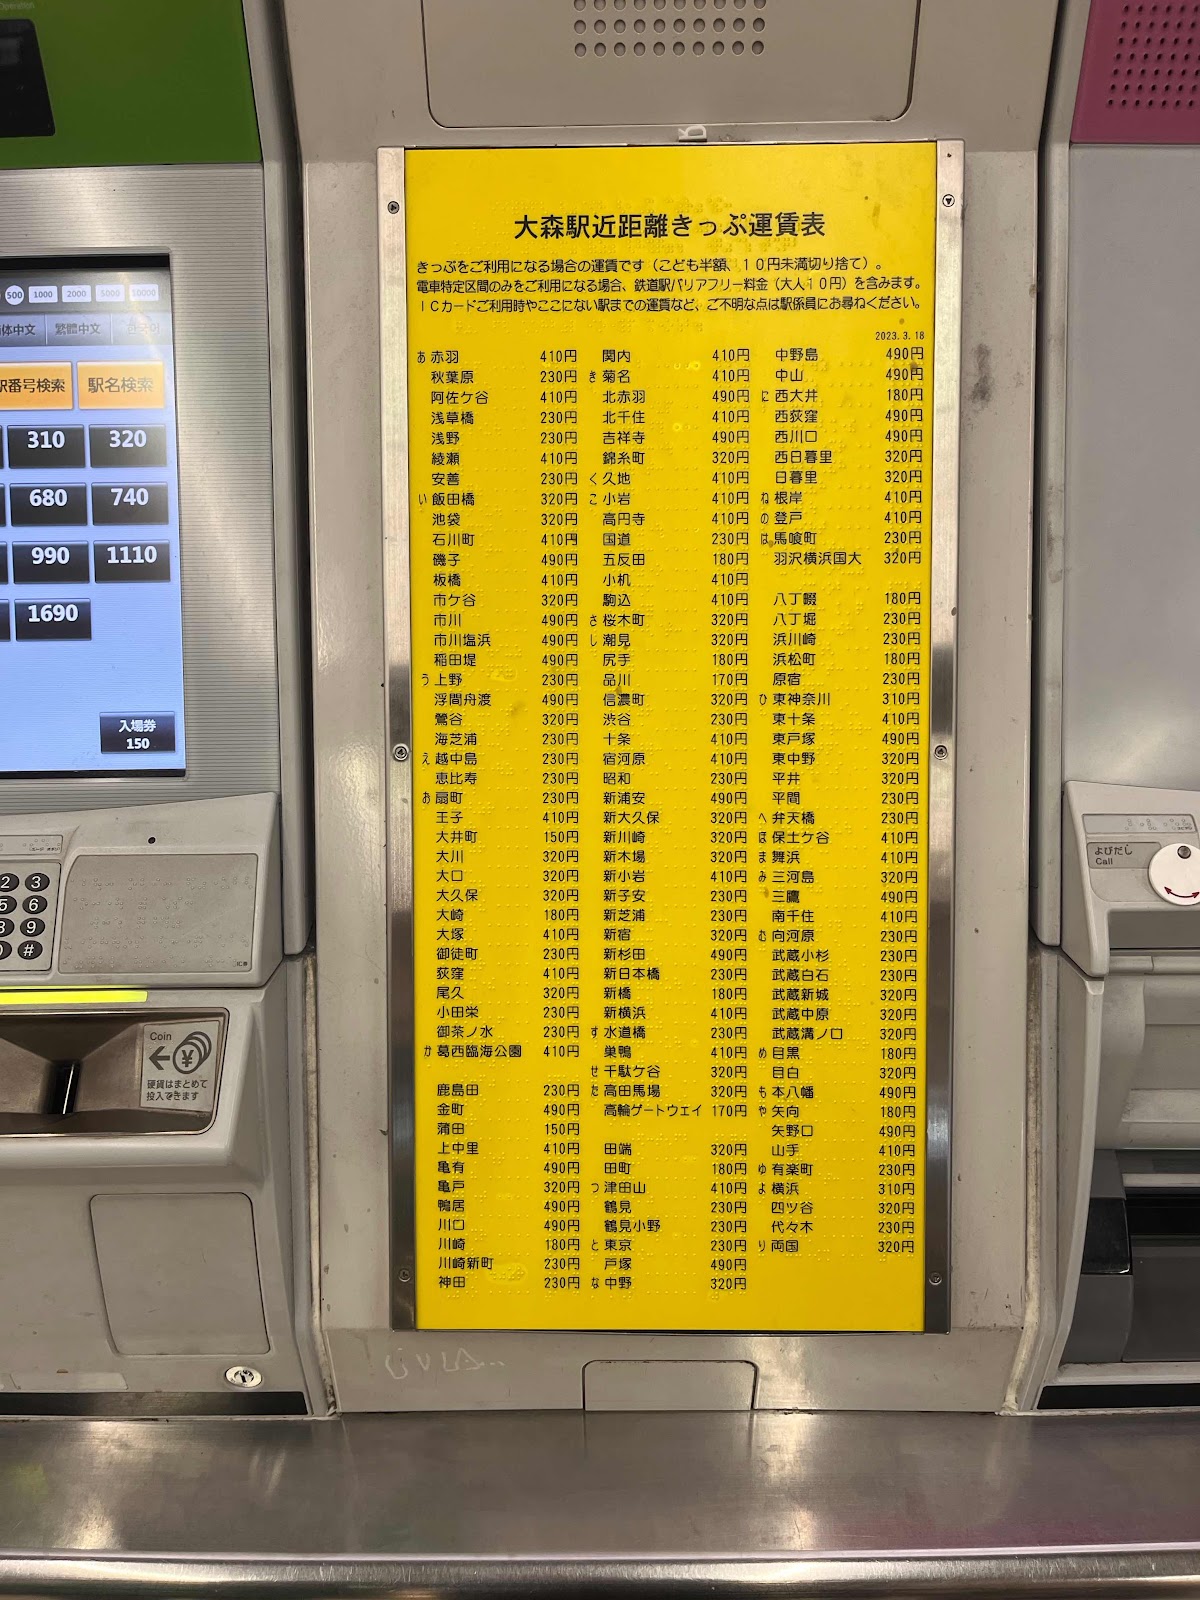 Operation
500 1000 2000 5000 10000
简体中文 繁體中文 한국어
駅番号検索 駅名検索
310 320
680 740
990 1110
1690
入場券
150
2 3
5 6
8 9
0 #
Coin
硬貨はまとめて
投入できます
大森駅近距離きっぷ運賃表
きっぷをご利用になる場合の運賃です(こども半額、10円未満切り捨て)。
電車特定区間のみをご利用になる場合、鉄道駅バリアフリー料金(大人10円)を含みます。
ICカードご利用時やここにない駅までの運賃など、ご不明な点は駅係員にお尋ねください。
2023.3.18
あ 赤羽 410円
秋葉原 230円
阿佐ケ谷 410円
浅草橋 230円
浅野 230円
綾瀬 410円
安善 230円
い 飯田橋 320円
池袋 320円
石川町 410円
磯子 490円
板橋 410円
市ケ谷 320円
市川 490円
市川塩浜 490円
稲田堤 490円
う 上野 230円
浮間舟渡 490円
鶯谷 320円
海芝浦 230円
え 越中島 230円
恵比寿 230円
お 扇町 230円
王子 410円
大井町 150円
大川 320円
大口 320円
大久保 320円
大崎 180円
大塚 410円
御徒町 230円
荻窪 410円
尾久 320円
小田栄 230円
御茶ノ水 230円
か 葛西臨海公園 410円
鹿島田 230円
金町 490円
蒲田 150円
上中里 410円
亀有 490円
亀戸 320円
鴨居 490円
川口 490円
川崎 180円
川崎新町 230円
神田 230円
関内 410円
き 菊名 410円
北赤羽 490円
北千住 410円
吉祥寺 490円
錦糸町 320円
く 久地 410円
こ 小岩 410円
高円寺 410円
国道 230円
五反田 180円
小机 410円
駒込 410円
さ 桜木町 320円
し 潮見 320円
尻手 180円
品川 170円
信濃町 320円
渋谷 230円
十条 410円
宿河原 410円
昭和 230円
新浦安 490円
新大久保 320円
新川崎 320円
新木場 320円
新小岩 410円
新子安 230円
新芝浦 230円
新宿 320円
新杉田 490円
新日本橋 230円
新橋 180円
新横浜 410円
す 水道橋 230円
巣鴨 410円
せ 千駄ケ谷 320円
た 高田馬場 320円
高輪ゲートウェイ 170円
田端 320円
田町 180円
つ 津田山 410円
鶴見 230円
鶴見小野 230円
と 東京 230円
戸塚 490円
な 中野 320円
中野島 490円
中山 490円
に 西大井 180円
西荻窪 490円
西川口 490円
西日暮里 320円
日暮里 320円
ね 根岸 410円
の 登戸 410円
は 馬喰町 230円
羽沢横浜国大 320円
八丁畷 180円
八丁堀 230円
浜川崎 230円
浜松町 180円
原宿 230円
ひ 東神奈川 310円
東十条 410円
東戸塚 490円
東中野 320円
平井 320円
平間 230円
へ 弁天橋 230円
ほ 保土ケ谷 410円
ま 舞浜 410円
み 三河島 320円
三鷹 490円
南千住 410円
む 向河原 230円
武蔵小杉 230円
武蔵白石 230円
武蔵新城 320円
武蔵中原 320円
武蔵溝ノ口 320円
め 目黒 180円
目白 320円
も 本八幡 490円
や 矢向 180円
矢野口 490円
山手 410円
ゆ 有楽町 230円
よ 横浜 310円
四ツ谷 320円
代々木 230円
り 両国 320円
よびだし
Call